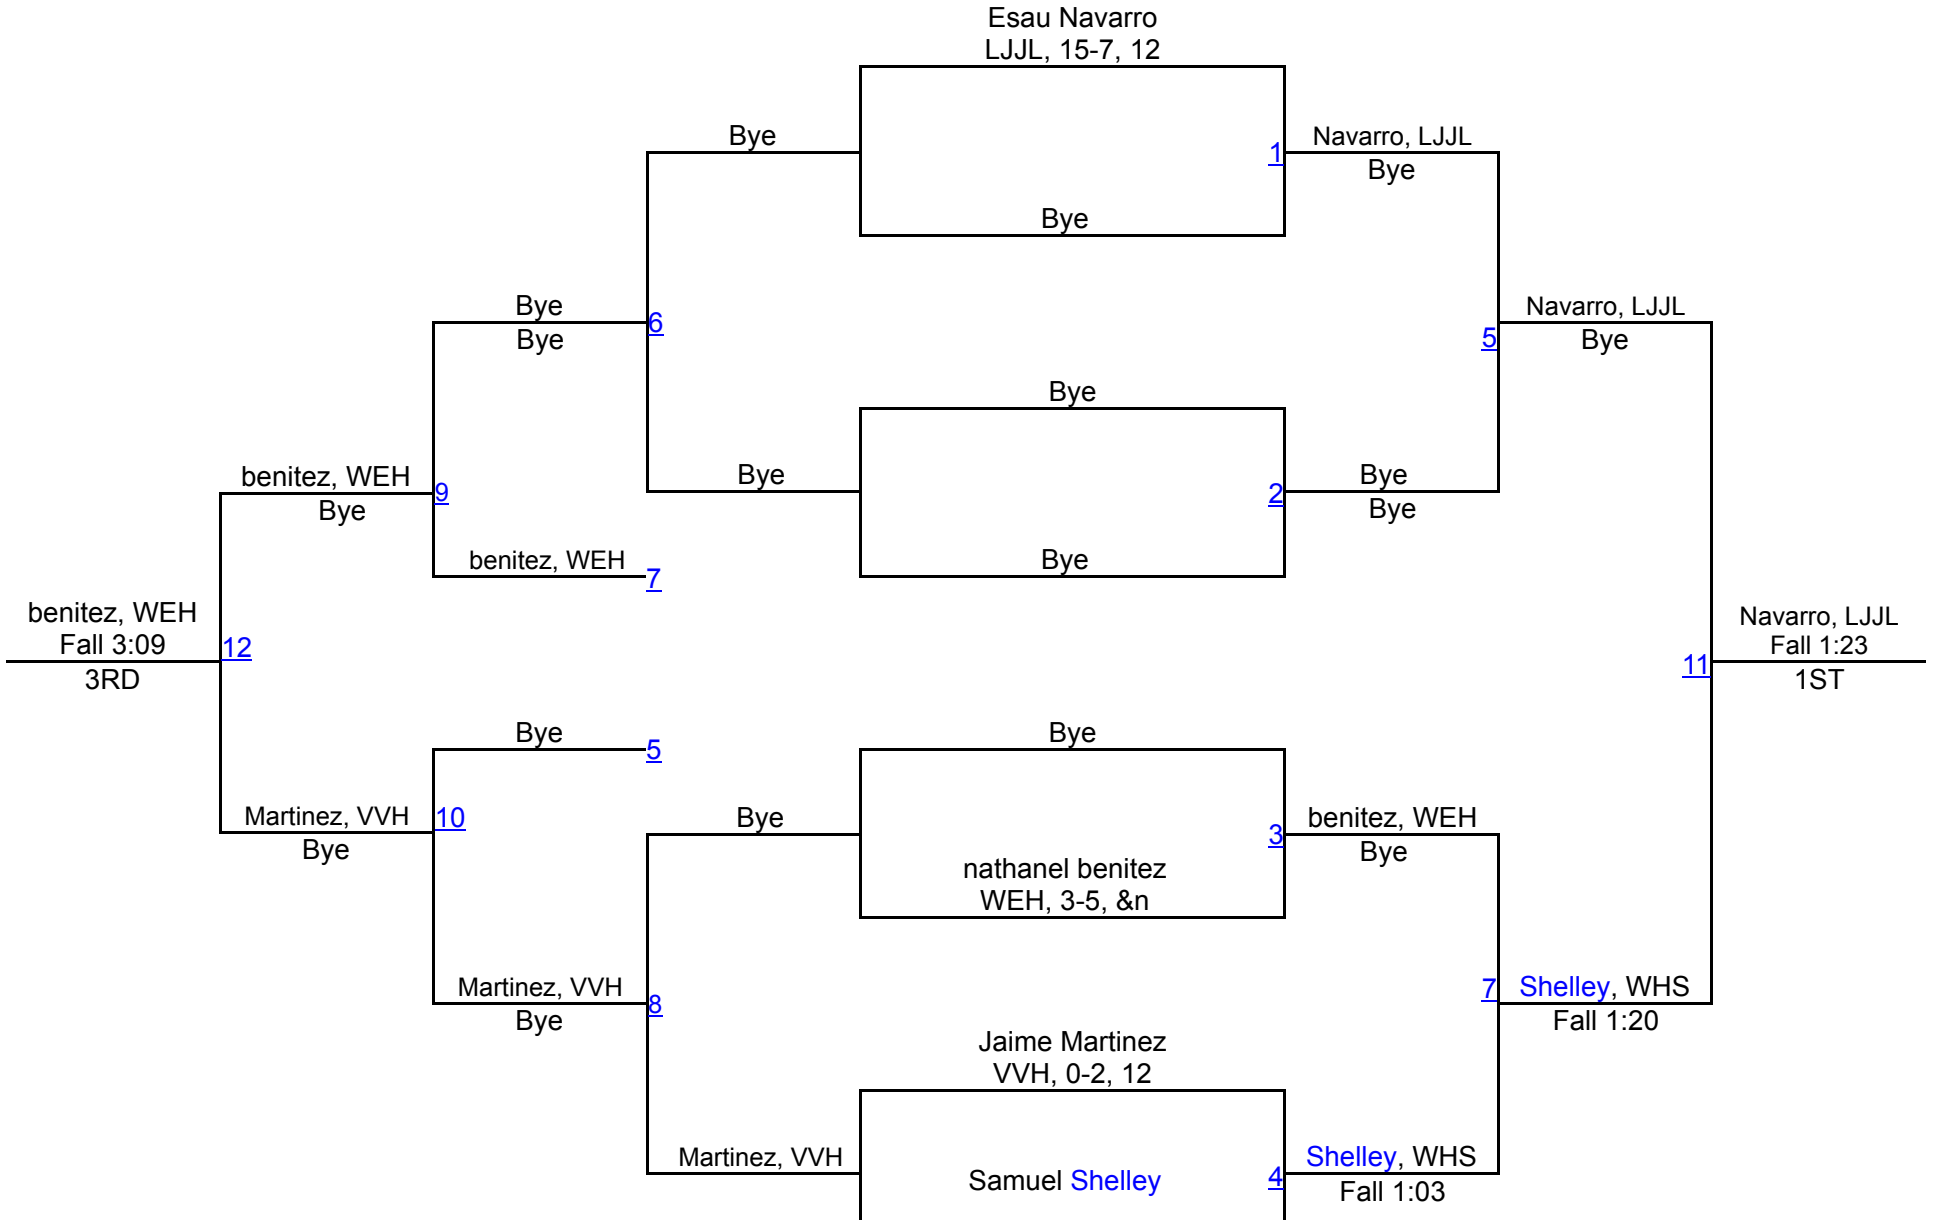 Esau Navarro
LJJL, 15-7, 12
Bye
1
Navarro, LJJL
Bye
Bye
Bye
6
Bye
Navarro, LJJL
5
Bye
Bye
benitez, WEH
9
Bye
Bye
2
Bye
Bye
benitez, WEH
7
Bye
benitez, WEH
Fall 3:09
12
3RD
Navarro, LJJL
Fall 1:23
11
1ST
Bye
5
Bye
Martinez, VVH
10
Bye
Bye
3
benitez, WEH
Bye
nathanel benitez
WEH, 3-5, &n
Martinez, VVH
8
Bye
7
Shelley, WHS
Fall 1:20
Jaime Martinez
VVH, 0-2, 12
Martinez, VVH
Samuel Shelley
4
Shelley, WHS
Fall 1:03